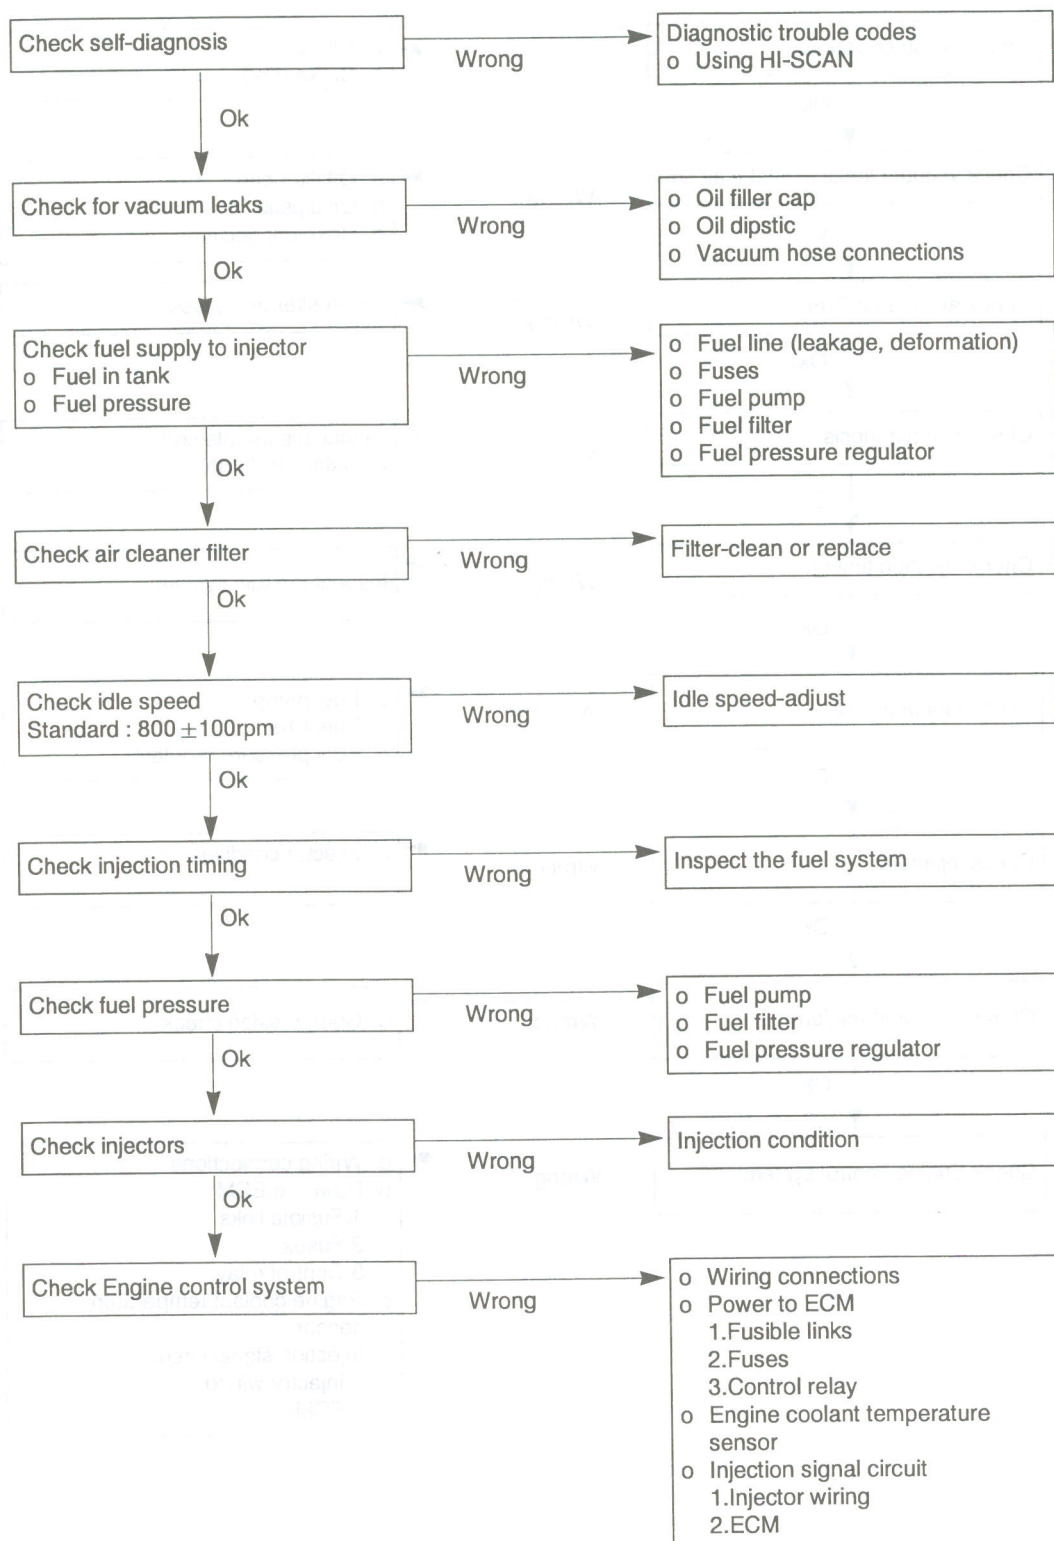 Check self-diagnosis
Wrong
Diagnostic trouble codes
o Using HI-SCAN
Ok
Check for vacuum leaks
Wrong
o Oil filler cap
o Oil dipstic
o Vacuum hose connections
Ok
Check fuel supply to injector
o Fuel in tank
o Fuel pressure
Wrong
o Fuel line (leakage, deformation)
o Fuses
o Fuel pump
o Fuel filter
o Fuel pressure regulator
Ok
Check air cleaner filter
Wrong
Filter-clean or replace
Ok
Check idle speed
Standard : 800 ±100rpm
Wrong
Idle speed-adjust
Ok
Check injection timing
Wrong
Inspect the fuel system
Ok
Check fuel pressure
Wrong
o Fuel pump
o Fuel filter
o Fuel pressure regulator
Ok
Check injectors
Wrong
Injection condition
Ok
Check Engine control system
Wrong
o Wiring connections
o Power to ECM
1.Fusible links
2.Fuses
3.Control relay
o Engine coolant temperature
sensor
o Injection signal circuit
1.Injector wiring
2.ECM